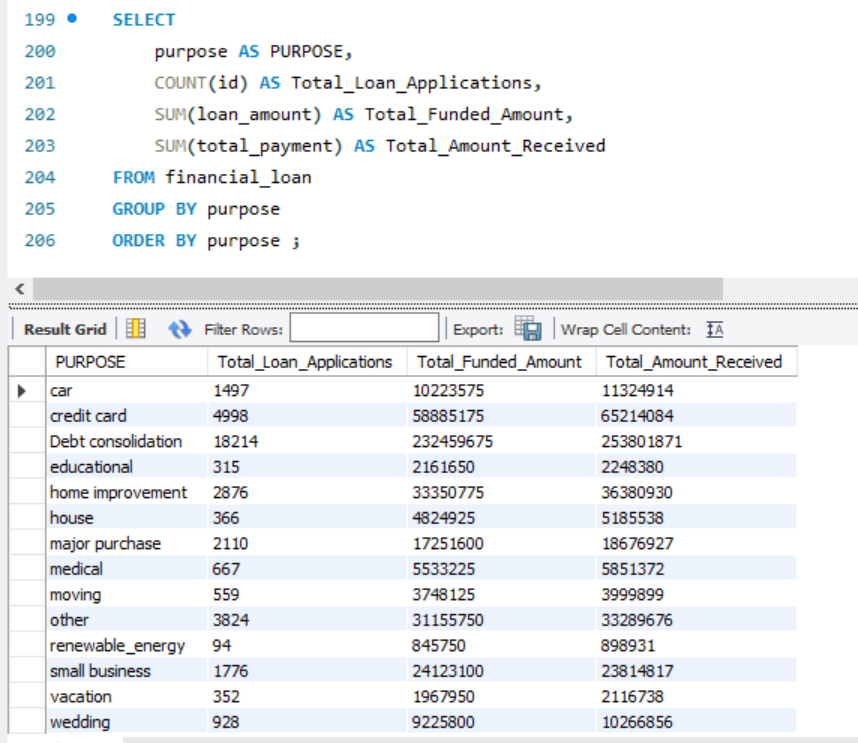 199 SELECT
200 purpose AS PURPOSE,
201 COUNT(id) AS Total_Loan_Applications,
202 SUM(loan_amount) AS Total_Funded_Amount,
203 SUM(total_payment) AS Total_Amount_Received
204 FROM financial_loan
205 GROUP BY purpose
206 ORDER BY purpose ;
Result Grid Filter Rows: Export: Wrap Cell Content: IA
PURPOSE Total_Loan_Applications Total_Funded_Amount Total_Amount_Received
car 1497 10223575 11324914
credit card 4998 58885175 65214084
Debt consolidation 18214 232459675 253801871
educational 315 2161650 2248380
home improvement 2876 33350775 36380930
house 366 4824925 5185538
major purchase 2110 17251600 18676927
medical 667 5533225 5851372
moving 559 3748125 3999899
other 3824 31155750 33289676
renewable_energy 94 845750 898931
small business 1776 24123100 23814817
vacation 352 1967950 2116738
wedding 928 9225800 10266856